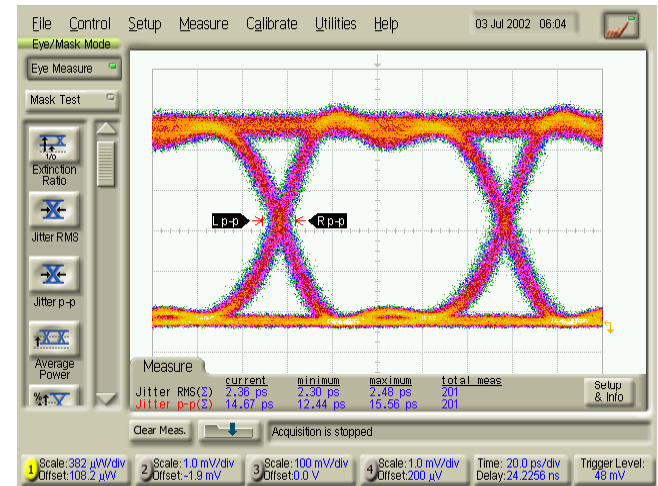 File Control Setup Measure Calibrate Utilities Help 03 Jul 2002 06:04
Eye/Mask Mode
Eye Measure
Mask Test
1/0
Extinction
Ratio
Jitter RMS
Jitter p-p
Average
Power
L p-p R p-p
Measure
current minimum maximum total meas
Jitter RMS(Σ) 2.36 ps 2.30 ps 2.48 ps 201
Jitter p-p(Σ) 14.67 ps 12.44 ps 15.56 ps 201
Setup
& Info
Clear Meas. Acquisition is stopped
1 Scale:382 µW/div
Offset:108.2 µW
2 Scale:1.0 mV/div
Offset:-1.9 mV
3 Scale:100 mV/div
Offset:0.0 V
4 Scale:1.0 mV/div
Offset:200 µV
Time: 20.0 ps/div
Delay:24.2256 ns
Trigger Level:
48 mV